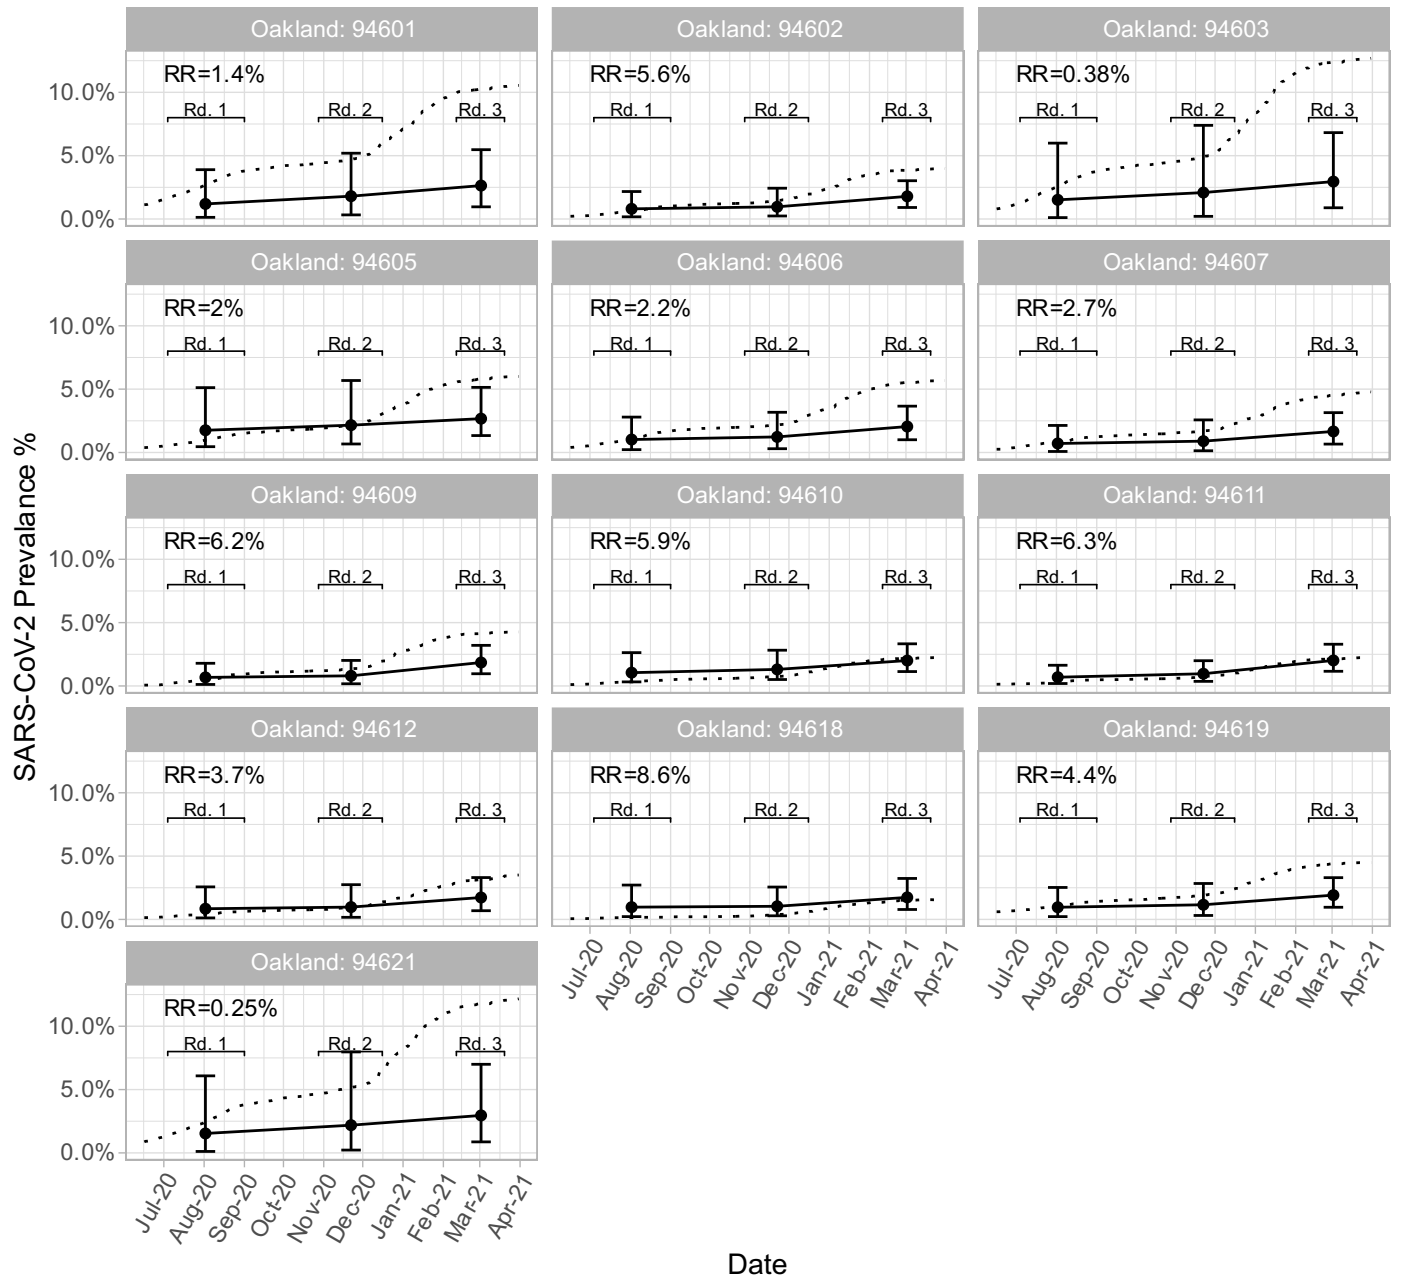 Oakland: 94601
Oakland: 94602
Oakland: 94603
RR=1.4%
RR=5.6%
RR=0.38%
10.0%
5.0%
0.0%
Rd. 1
Rd. 2
Rd. 3
Rd. 1
Rd. 2
Rd. 3
Rd. 1
Rd. 2
Rd. 3
Oakland: 94605
Oakland: 94606
Oakland: 94607
RR=2%
RR=2.2%
RR=2.7%
10.0%
5.0%
0.0%
Rd. 1
Rd. 2
Rd. 3
Rd. 1
Rd. 2
Rd. 3
Rd. 1
Rd. 2
Rd. 3
SARS-CoV-2 Prevalance %
Oakland: 94609
Oakland: 94610
Oakland: 94611
RR=6.2%
RR=5.9%
RR=6.3%
10.0%
5.0%
0.0%
Rd. 1
Rd. 2
Rd. 3
Rd. 1
Rd. 2
Rd. 3
Rd. 1
Rd. 2
Rd. 3
Oakland: 94612
Oakland: 94618
Oakland: 94619
RR=3.7%
RR=8.6%
RR=4.4%
10.0%
5.0%
0.0%
Rd. 1
Rd. 2
Rd. 3
Rd. 1
Rd. 2
Rd. 3
Rd. 1
Rd. 2
Rd. 3
Jul-20
Aug-20
Sep-20
Oct-20
Nov-20
Dec-20
Jan-21
Feb-21
Mar-21
Apr-21
Jul-20
Aug-20
Sep-20
Oct-20
Nov-20
Dec-20
Jan-21
Feb-21
Mar-21
Apr-21
Oakland: 94621
RR=0.25%
10.0%
5.0%
0.0%
Rd. 1
Rd. 2
Rd. 3
Jul-20
Aug-20
Sep-20
Oct-20
Nov-20
Dec-20
Jan-21
Feb-21
Mar-21
Apr-21
Date